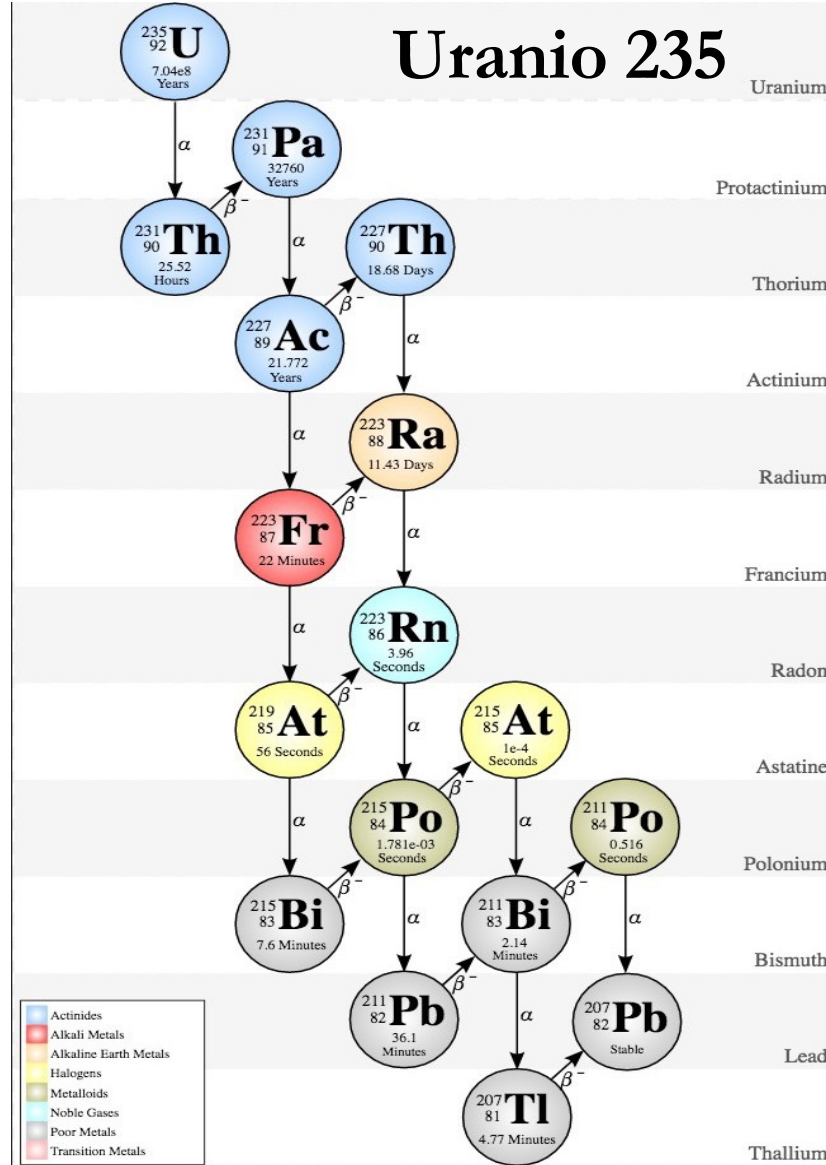 Uranio 235
235
92 U
7.04e8
Years
Uranium
α
231
91 Pa
32760
Years
Protactinium
β⁻
231
90 Th
25.52
Hours
α
227
90 Th
18.68 Days
Thorium
β⁻
227
89 Ac
21.772
Years
α
Actinium
α
223
88 Ra
11.43 Days
Radium
β⁻
223
87 Fr
22 Minutes
α
Francium
α
223
86 Rn
3.96
Seconds
Radon
β⁻
219
85 At
56 Seconds
α
215
85 At
1e-4
Seconds
Astatine
α
β⁻
215
84 Po
1.781e-03
Seconds
α
211
84 Po
0.516
Seconds
Polonium
β⁻
β⁻
215
83 Bi
7.6 Minutes
α
211
83 Bi
2.14
Minutes
α
Bismuth
β⁻
211
82 Pb
36.1
Minutes
α
207
82 Pb
Stable
Lead
β⁻
207
81 Tl
4.77 Minutes
Thallium
Actinides
Alkali Metals
Alkaline Earth Metals
Halogens
Metalloids
Noble Gases
Poor Metals
Transition Metals